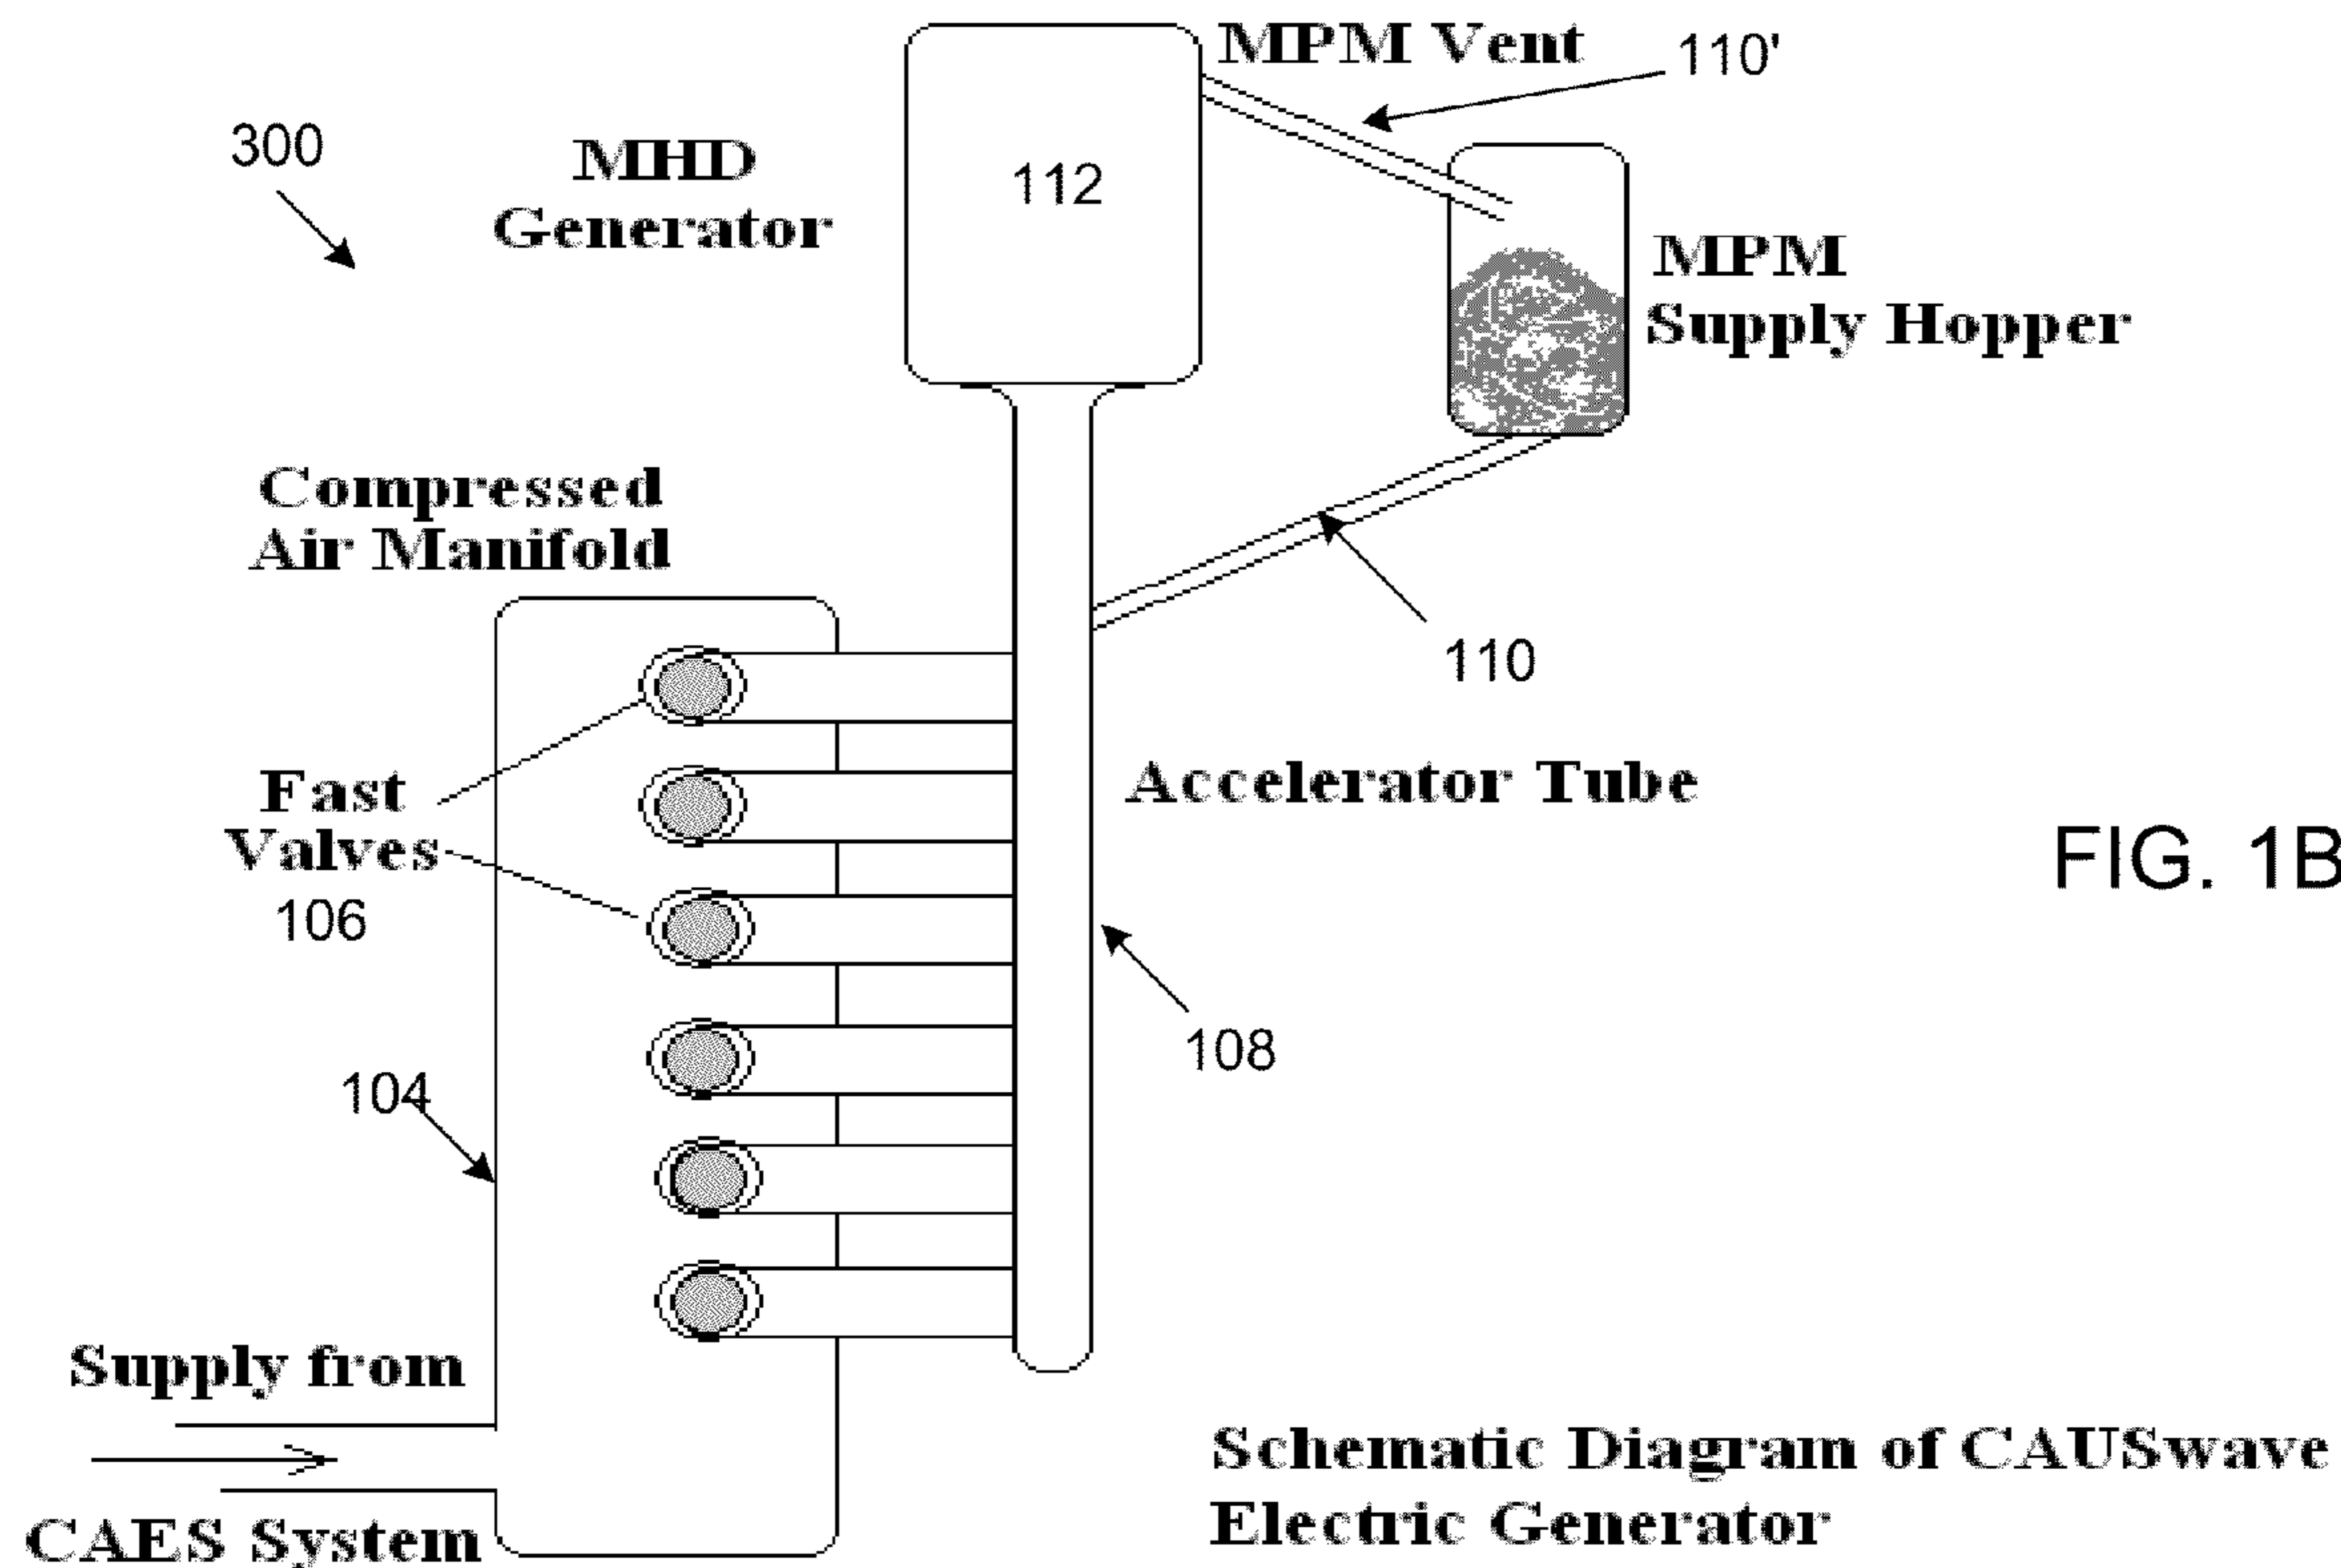 MPM Vent
110'
300
MHD
Generator
112
MPM
Supply Hopper
Compressed
Air Manifold
110
Fast
Valves
106
Accelerator Tube
FIG. 1B
108
104
Supply from
CAES System
Schematic Diagram of CAUSwave
Electric Generator